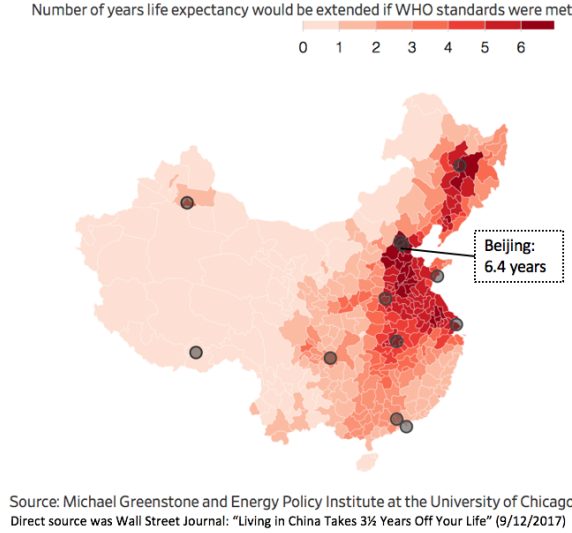 Number of years life expectancy would be extended if WHO standards were met
0 1 2 3 4 5 6
Beijing:
6.4 years
Source: Michael Greenstone and Energy Policy Institute at the University of Chicago
Direct source was Wall Street Journal: “Living in China Takes 3½ Years Off Your Life” (9/12/2017)